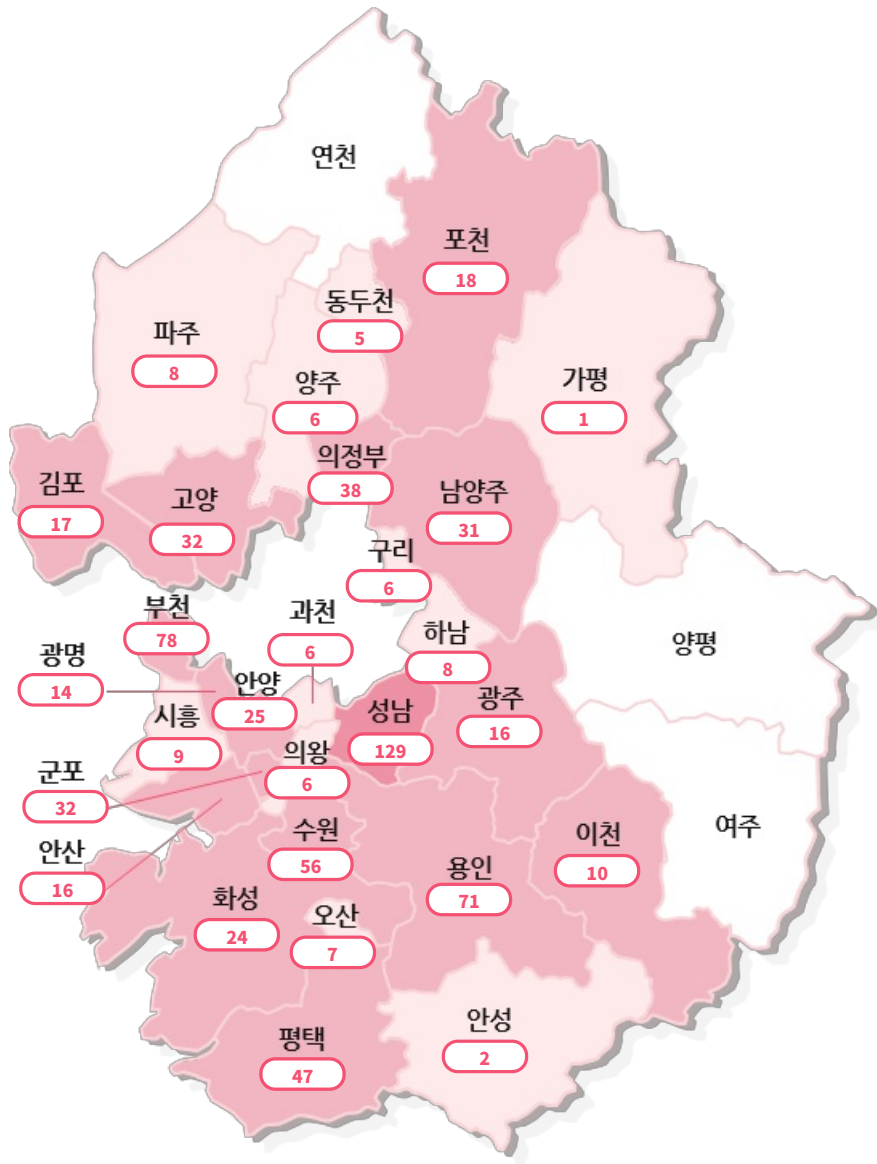 연천
포천
18
동두천
5
파주
8
양주
6
가평
1
의정부
38
김포
17
고양
32
남양주
31
구리
6
부천
78
과천
6
하남
8
양평
광명
14
안양
25
성남
129
광주
16
시흥
9
의왕
6
군포
32
수원
56
여주
이천
10
안산
16
용인
71
화성
24
오산
7
안성
2
평택
47